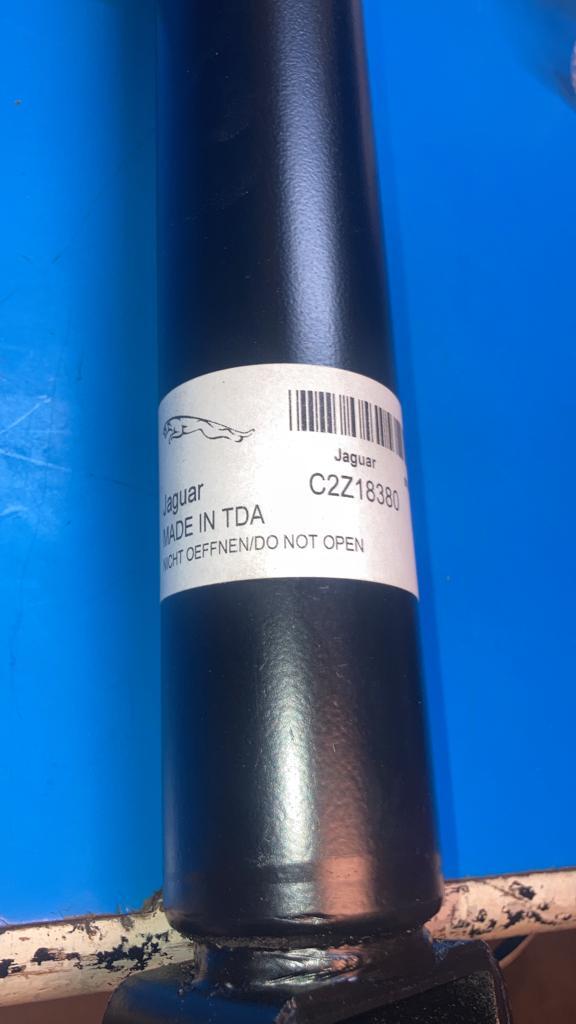 Jaguar
C2Z18380
Jaguar
MADE IN TDA
NICHT OEFFNEN/DO NOT OPEN